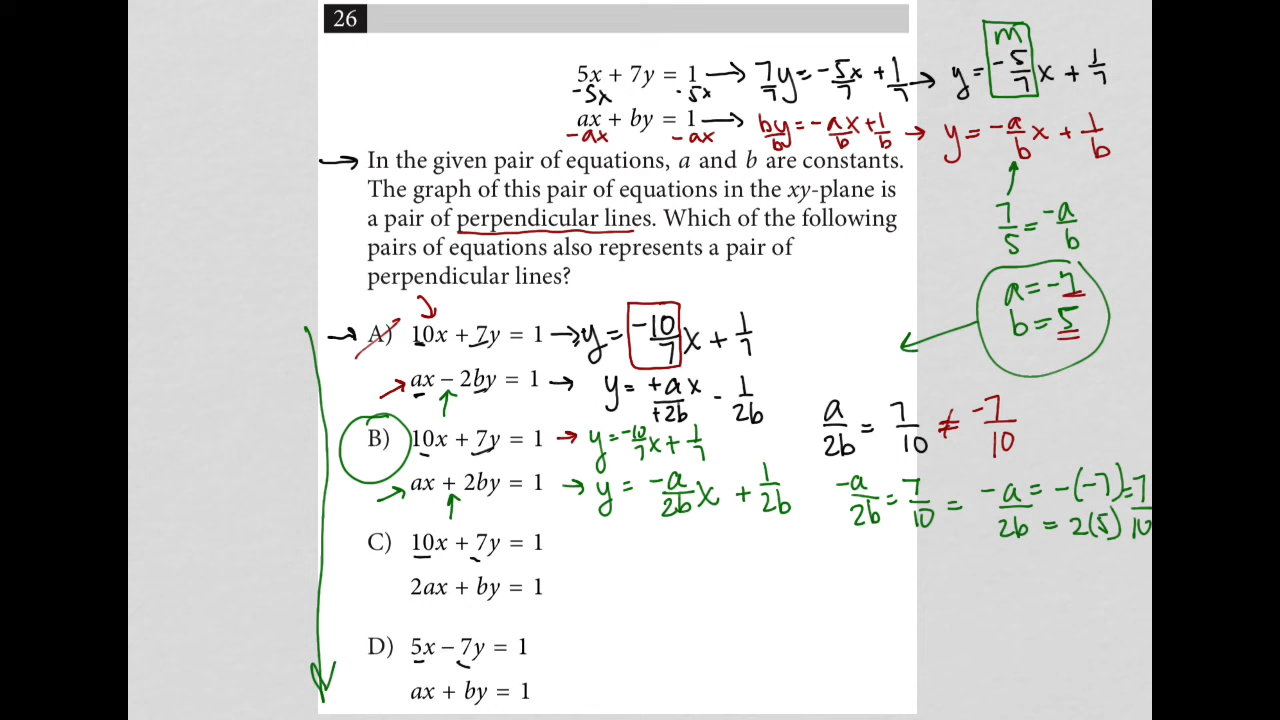 26
5x + 7y = 1 → 7y/7 = -5x/7 + 1/7 → y = -5/7 x + 1/7
m
-5x -5x
ax + by = 1 → by/b = -ax/b + 1/b → y = -a/b x + 1/b
-ax -ax
In the given pair of equations, a and b are constants.
The graph of this pair of equations in the xy-plane is
a pair of perpendicular lines. Which of the following
pairs of equations also represents a pair of
perpendicular lines?
7/5 = -a/b
a = -7
b = 5
A) 10x + 7y = 1 → y = -10/7 x + 1/7
ax − 2by = 1 → y = +ax/+2b - 1/2b
a/2b = 7/10 ≠ -7/10
B) 10x + 7y = 1 → y = -10/7 x + 1/7
ax + 2by = 1 → y = -a/2b x + 1/2b
-a/2b = 7/10 = -a/2b = -(-7)/2(5) = 7/10
C) 10x + 7y = 1
2ax + by = 1
D) 5x − 7y = 1
ax + by = 1